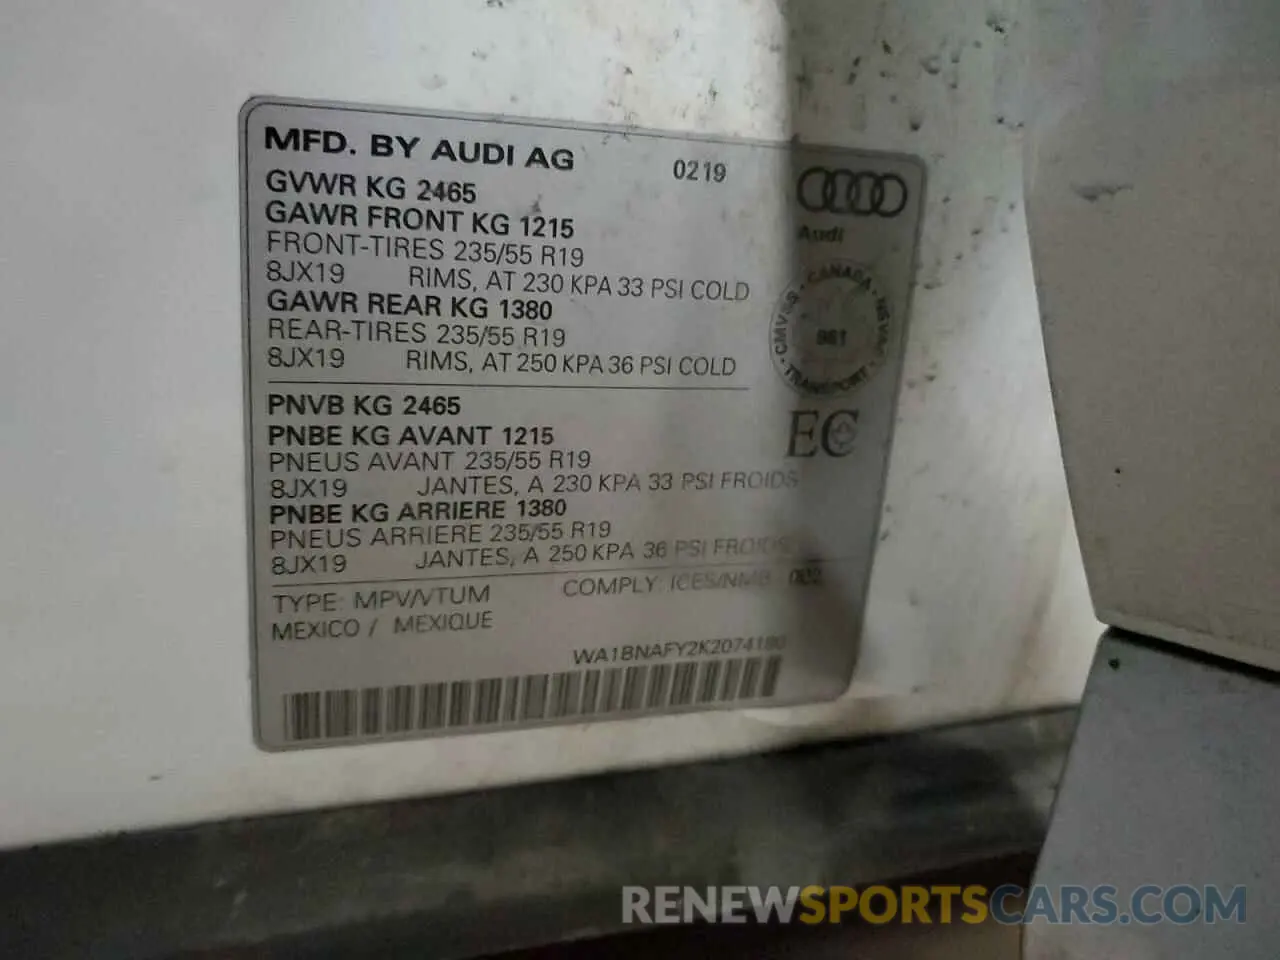 MFD. BY AUDI AG 0219
GVWR KG 2465
GAWR FRONT KG 1215
FRONT-TIRES 235/55 R19
8JX19 RIMS, AT 230 KPA 33 PSI COLD
GAWR REAR KG 1380
REAR-TIRES 235/55 R19
8JX19 RIMS, AT 250 KPA 36 PSI COLD
Audi
CANADA · NSVAC · TRANSPORT · CMVSS
961
EC
PNVB KG 2465
PNBE KG AVANT 1215
PNEUS AVANT 235/55 R19
8JX19 JANTES, A 230 KPA 33 PSI FROIDS
PNBE KG ARRIERE 1380
PNEUS ARRIERE 235/55 R19
8JX19 JANTES, A 250 KPA 36 PSI FROIDS
TYPE: MPV/VTUM COMPLY: ICES/NMB - 002
MEXICO / MEXIQUE
WA1BNAFY2K2074180
RENEWSPORTSCARS.COM